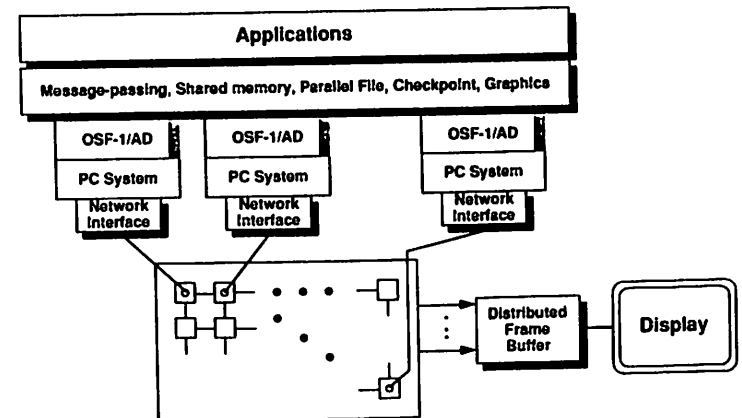 Applications
Message-passing, Shared memory, Parallel File, Checkpoint, Graphics
OSF-1/AD
OSF-1/AD
OSF-1/AD
PC System
PC System
PC System
Network
Interface
Network
Interface
Network
Interface
Distributed
Frame
Buffer
Display